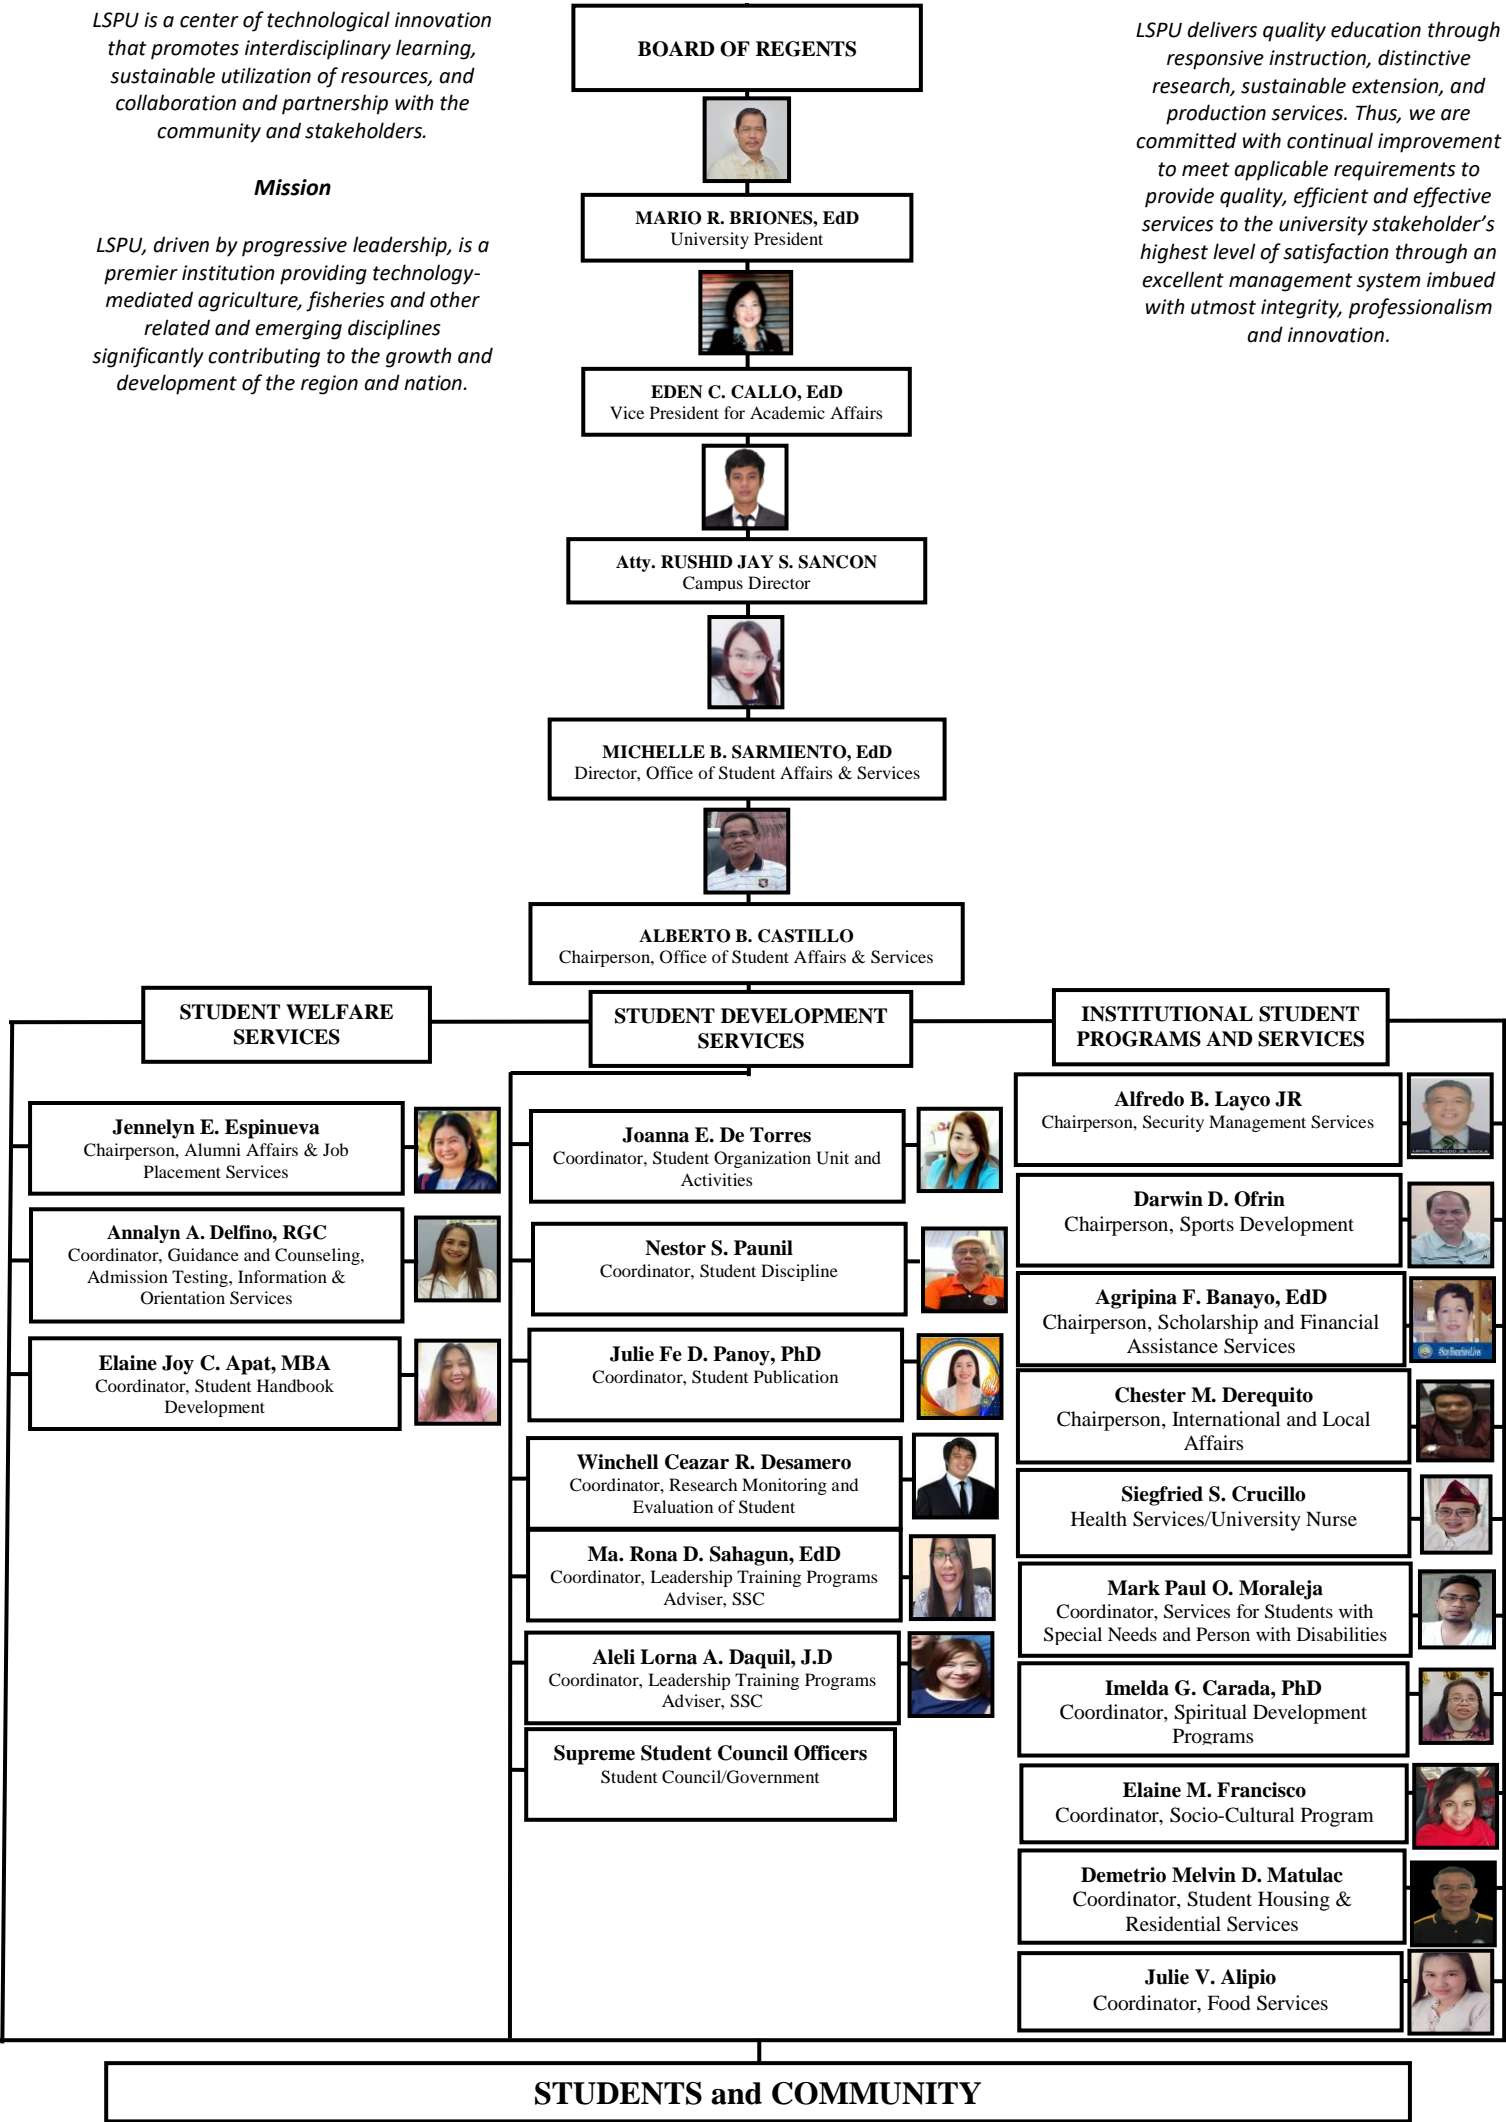 LSPU is a center of technological innovation
that promotes interdisciplinary learning,
sustainable utilization of resources, and
collaboration and partnership with the
community and stakeholders.
Mission
LSPU, driven by progressive leadership, is a
premier institution providing technology-
mediated agriculture, fisheries and other
related and emerging disciplines
significantly contributing to the growth and
development of the region and nation.
LSPU delivers quality education through
responsive instruction, distinctive
research, sustainable extension, and
production services. Thus, we are
committed with continual improvement
to meet applicable requirements to
provide quality, efficient and effective
services to the university stakeholder's
highest level of satisfaction through an
excellent management system imbued
with utmost integrity, professionalism
and innovation.
BOARD OF REGENTS
MARIO R. BRIONES, EdD
University President
EDEN C. CALLO, EdD
Vice President for Academic Affairs
Atty. RUSHID JAY S. SANCON
Campus Director
MICHELLE B. SARMIENTO, EdD
Director, Office of Student Affairs & Services
ALBERTO B. CASTILLO
Chairperson, Office of Student Affairs & Services
STUDENT WELFARE
SERVICES
Jennelyn E. Espinueva
Chairperson, Alumni Affairs & Job
Placement Services
Annalyn A. Delfino, RGC
Coordinator, Guidance and Counseling,
Admission Testing, Information &
Orientation Services
Elaine Joy C. Apat, MBA
Coordinator, Student Handbook
Development
STUDENT DEVELOPMENT
SERVICES
Joanna E. De Torres
Coordinator, Student Organization Unit and
Activities
Nestor S. Paunil
Coordinator, Student Discipline
Julie Fe D. Panoy, PhD
Coordinator, Student Publication
Winchell Ceazar R. Desamero
Coordinator, Research Monitoring and
Evaluation of Student
Ma. Rona D. Sahagun, EdD
Coordinator, Leadership Training Programs
Adviser, SSC
Aleli Lorna A. Daquil, J.D
Coordinator, Leadership Training Programs
Adviser, SSC
Supreme Student Council Officers
Student Council/Government
INSTITUTIONAL STUDENT
PROGRAMS AND SERVICES
Alfredo B. Layco JR
Chairperson, Security Management Services
Darwin D. Ofrin
Chairperson, Sports Development
Agripina F. Banayo, EdD
Chairperson, Scholarship and Financial
Assistance Services
#StayHomeSaveLives
Chester M. Derequito
Chairperson, International and Local
Affairs
Siegfried S. Crucillo
Health Services/University Nurse
Mark Paul O. Moraleja
Coordinator, Services for Students with
Special Needs and Person with Disabilities
Imelda G. Carada, PhD
Coordinator, Spiritual Development
Programs
Elaine M. Francisco
Coordinator, Socio-Cultural Program
Demetrio Melvin D. Matulac
Coordinator, Student Housing &
Residential Services
Julie V. Alipio
Coordinator, Food Services
STUDENTS and COMMUNITY